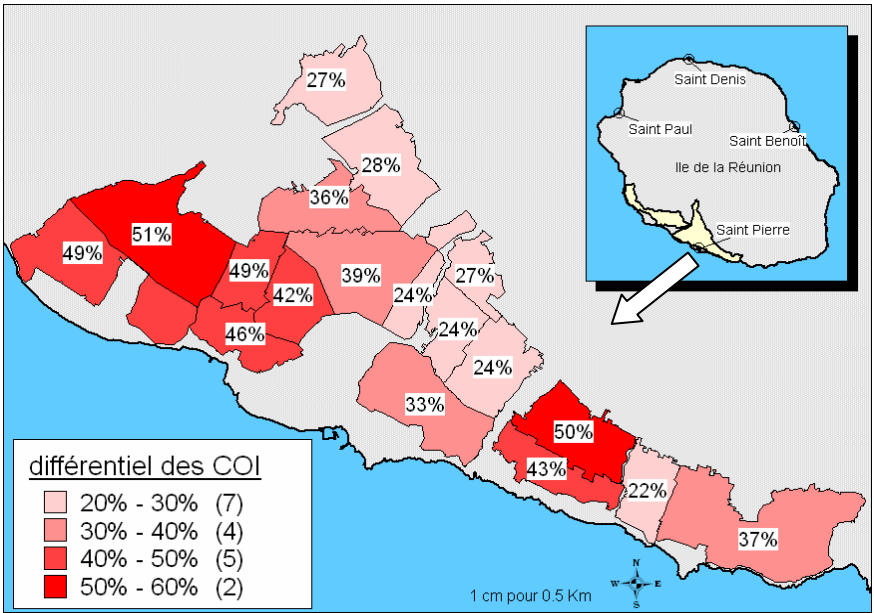 27%
28%
36%
51%
49%
49%
39%
27%
42%
24%
46%
24%
24%
33%
50%
43%
22%
37%
Saint Denis
Saint Paul
Saint Benoît
Ile de la Réunion
Saint Pierre
différentiel des COI
20% - 30% (7)
30% - 40% (4)
40% - 50% (5)
50% - 60% (2)
N
W E
S
1 cm pour 0.5 Km